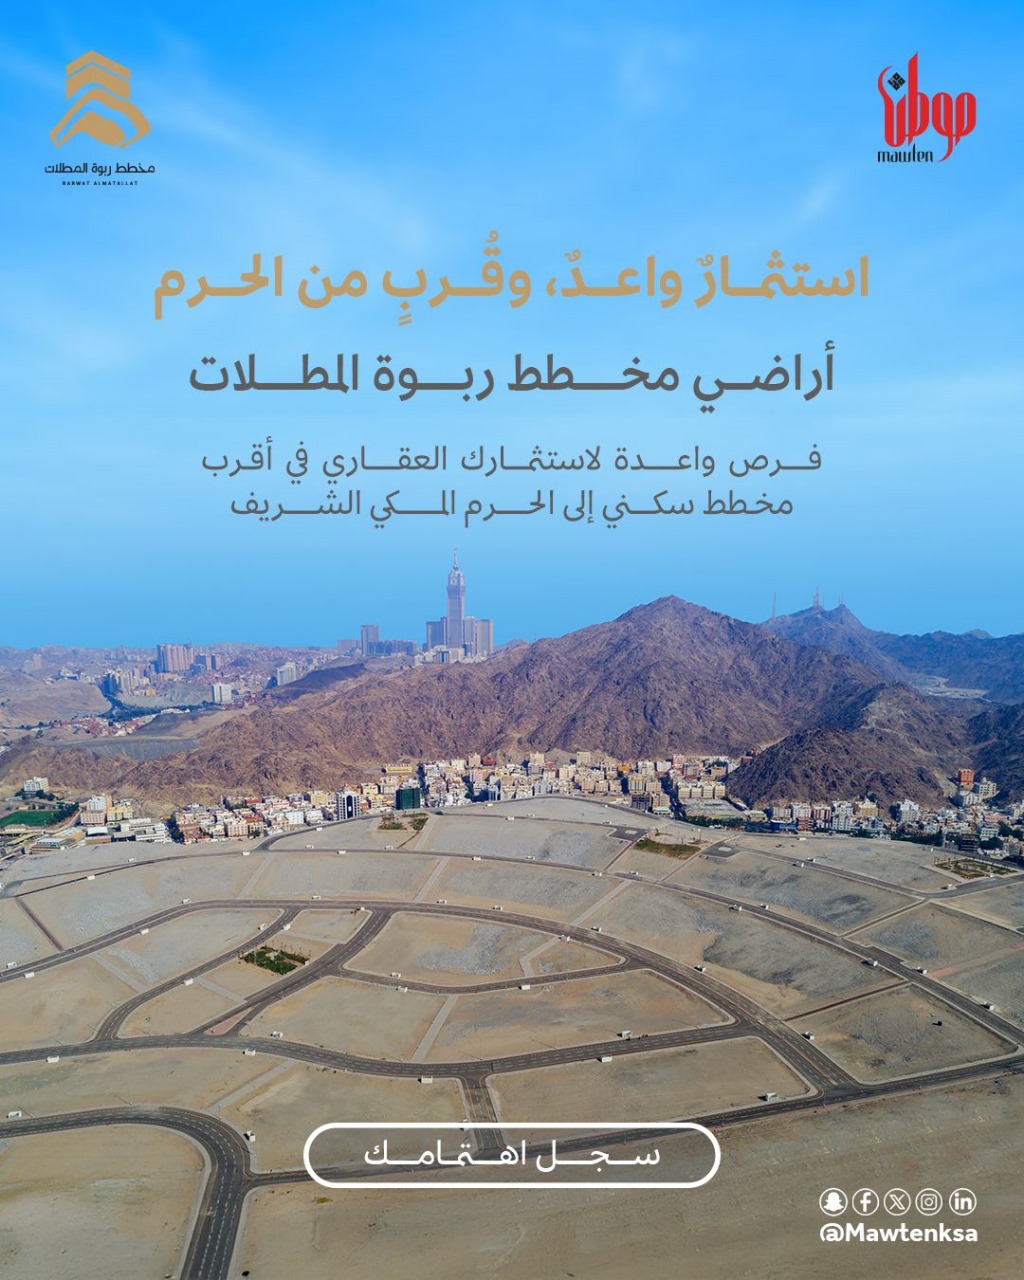 موطن
mawten
مخطط ربوة المطلات
RABWAT ALMATALLAT
استثمارٌ واعدٌ، وقُربٍ من الحرم
أراضي مخطط ربوة المطلات
فرص واعدة لاستثمارك العقاري في أقرب
مخطط سكني إلى الحرم المكي الشريف
سجل اهتمامك
@Mawtenksa